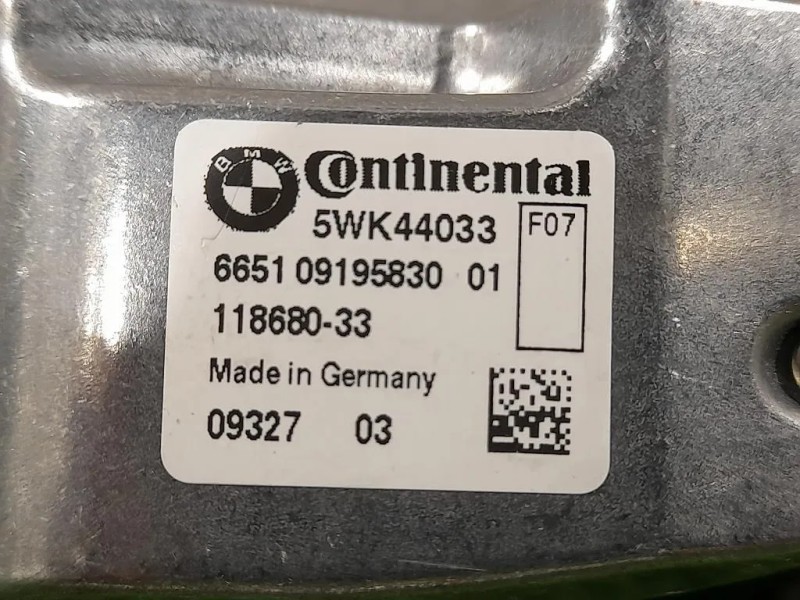 BMW Continental
5WK44033 F07
6651 09195830 01
118680-33
Made in Germany
09327 03